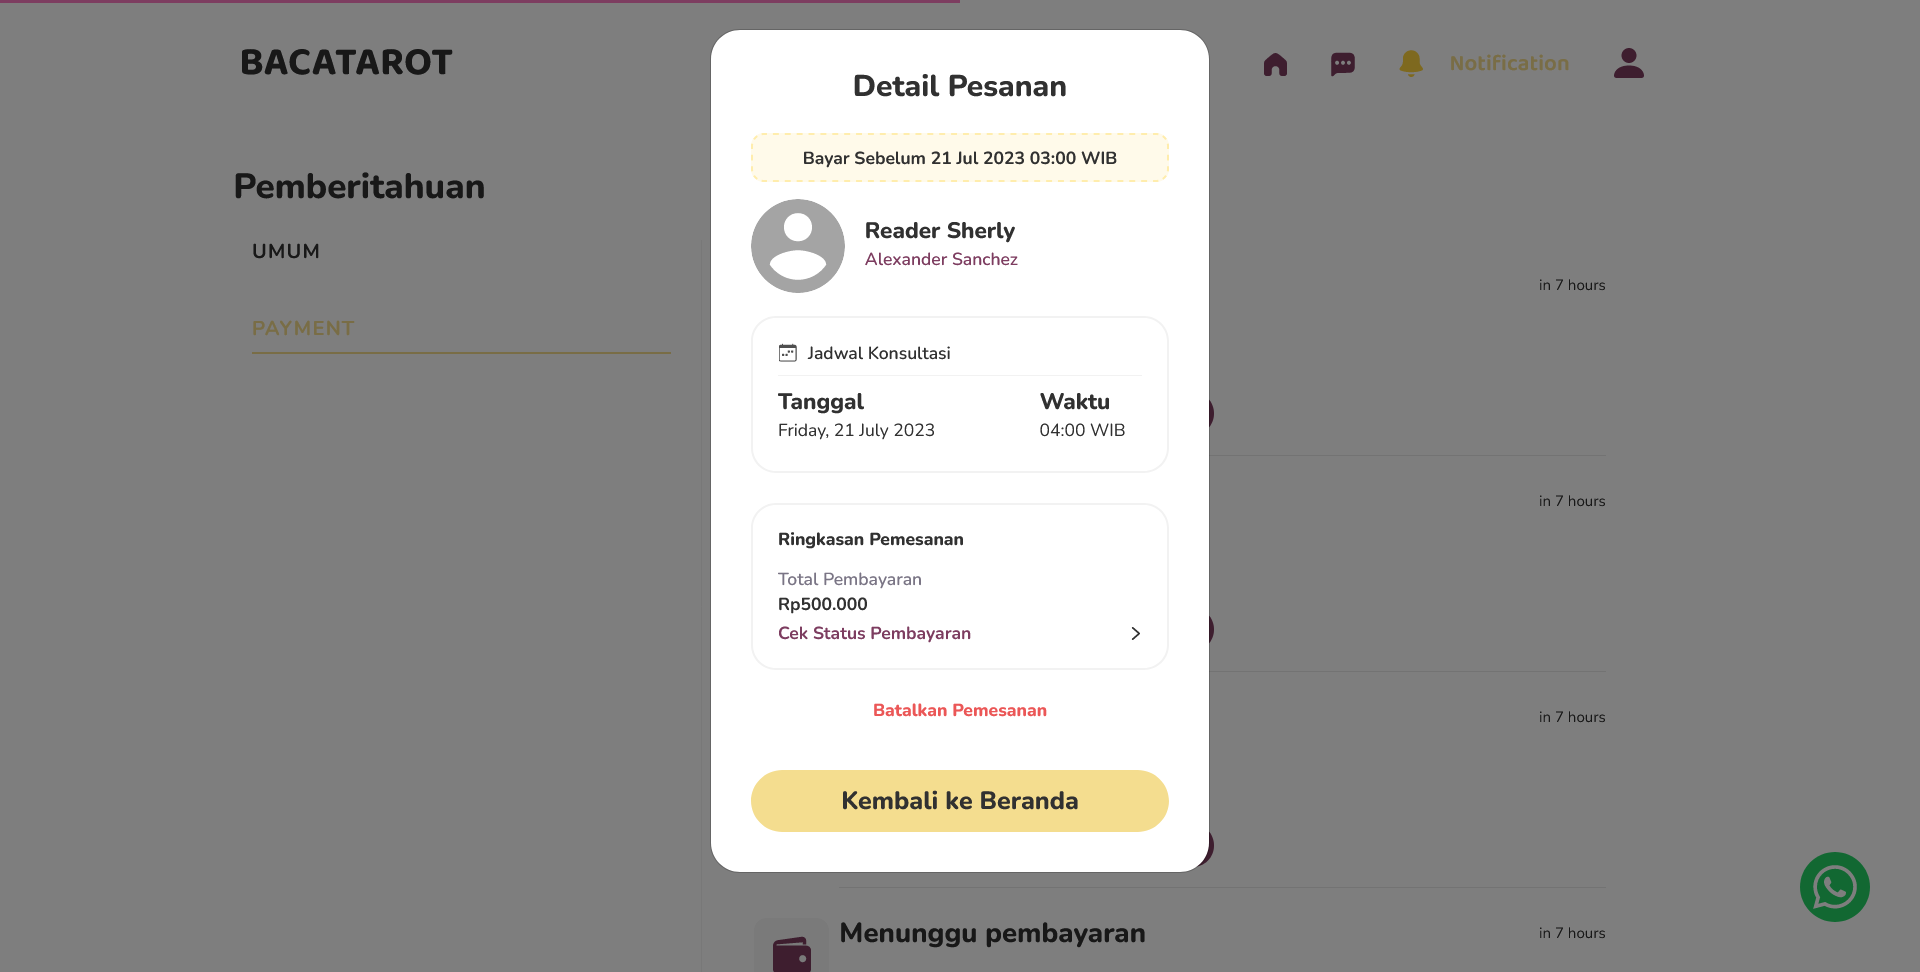 BACATAROT
Notification
Pemberitahuan
UMUM
PAYMENT
Detail Pesanan
Bayar Sebelum 21 Jul 2023 03:00 WIB
Reader Sherly
Alexander Sanchez
Jadwal Konsultasi
Tanggal
Friday, 21 July 2023
Waktu
04:00 WIB
Ringkasan Pemesanan
Total Pembayaran
Rp500.000
Cek Status Pembayaran
Batalkan Pemesanan
Kembali ke Beranda
in 7 hours
in 7 hours
in 7 hours
Menunggu pembayaran
in 7 hours